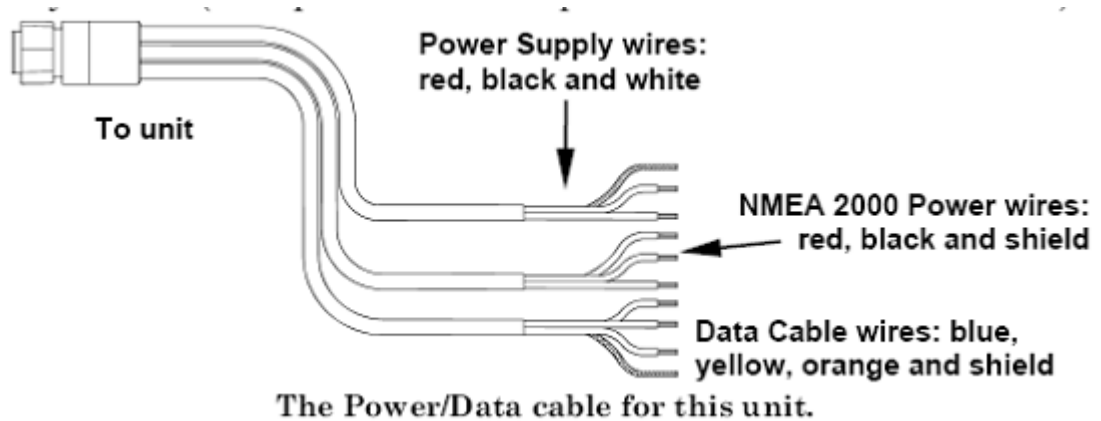 Power Supply wires:
red, black and white
To unit
NMEA 2000 Power wires:
red, black and shield
Data Cable wires: blue,
yellow, orange and shield
The Power/Data cable for this unit.